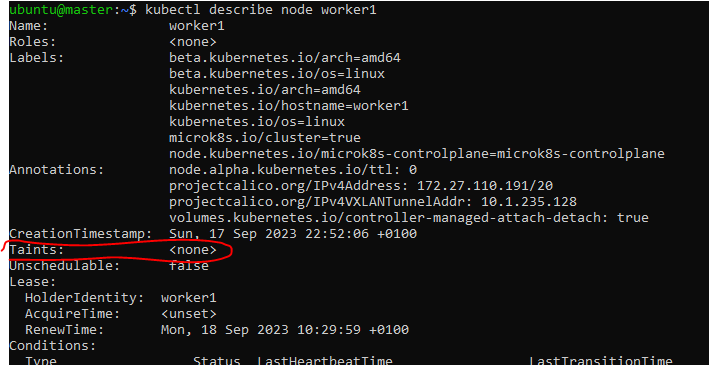 ubuntu@master:~$ kubectl describe node worker1
Name: worker1
Roles: <none>
Labels: beta.kubernetes.io/arch=amd64
beta.kubernetes.io/os=linux
kubernetes.io/arch=amd64
kubernetes.io/hostname=worker1
kubernetes.io/os=linux
microk8s.io/cluster=true
node.kubernetes.io/microk8s-controlplane=microk8s-controlplane
Annotations: node.alpha.kubernetes.io/ttl: 0
projectcalico.org/IPv4Address: 172.27.110.191/20
projectcalico.org/IPv4VXLANTunnelAddr: 10.1.235.128
volumes.kubernetes.io/controller-managed-attach-detach: true
CreationTimestamp: Sun, 17 Sep 2023 22:52:06 +0100
Taints: <none>
Unschedulable: false
Lease:
HolderIdentity: worker1
AcquireTime: <unset>
RenewTime: Mon, 18 Sep 2023 10:29:59 +0100
Conditions:
Type Status LastHeartbeatTime LastTransitionTime